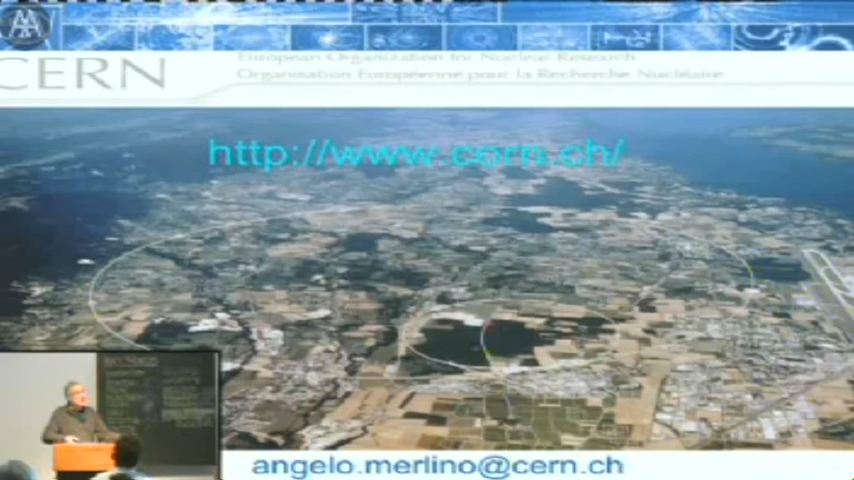 AA
CERN
European Organization for Nuclear Research
Organisation Européenne pour la Recherche Nucléaire
http://www.cern.ch/
angelo.merlino@cern.ch